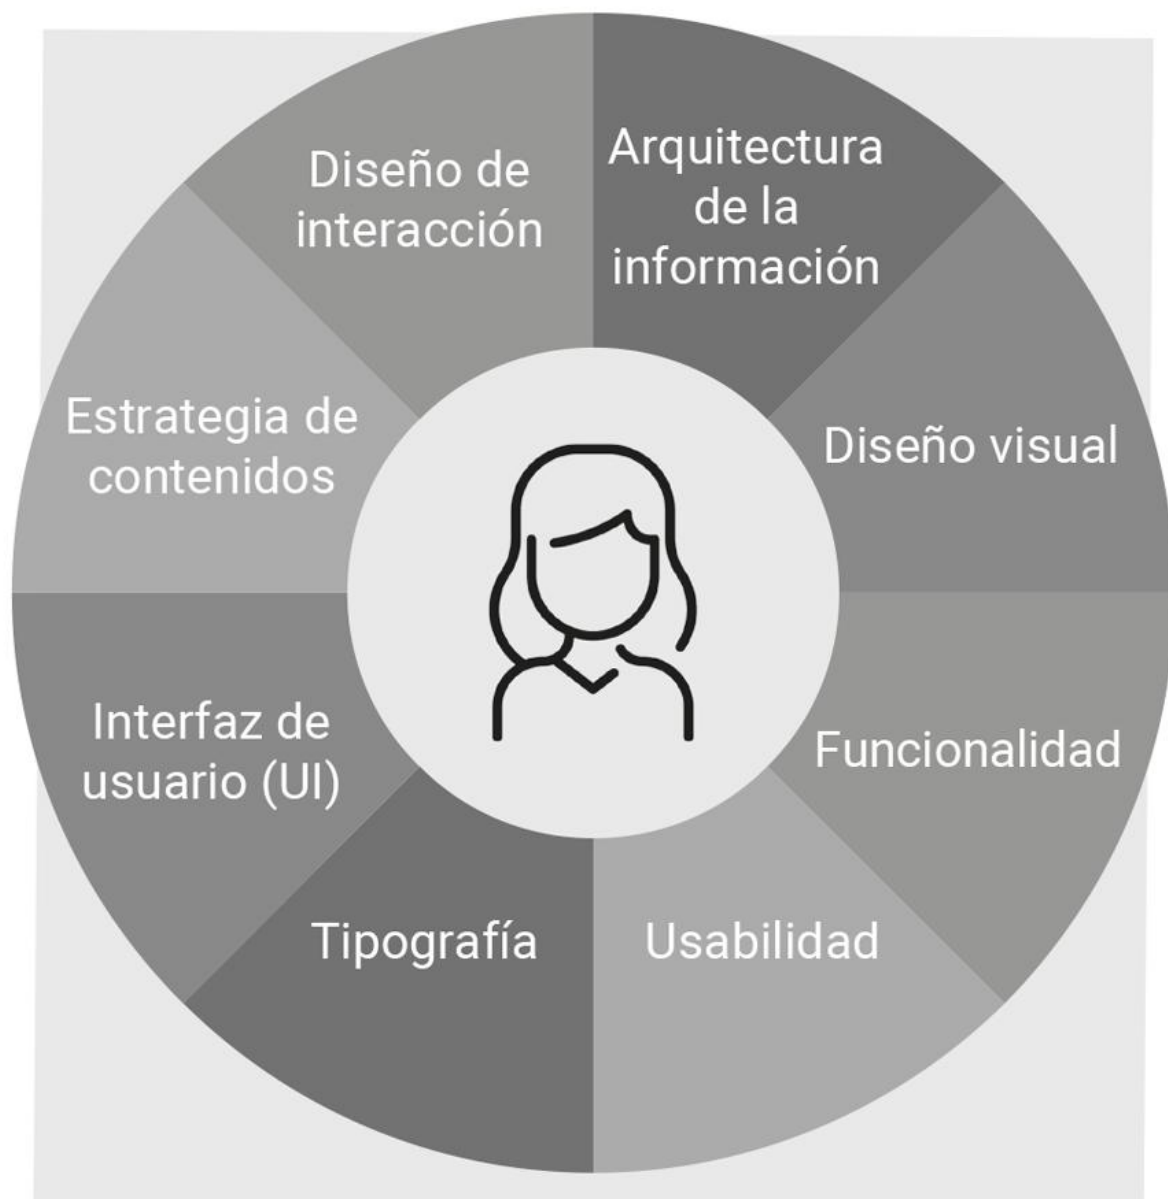 Diseño de
interacción
Arquitectura
de la
información
Diseño visual
Funcionalidad
Usabilidad
Tipografía
Interfaz de
usuario (UI)
Estrategia de
contenidos